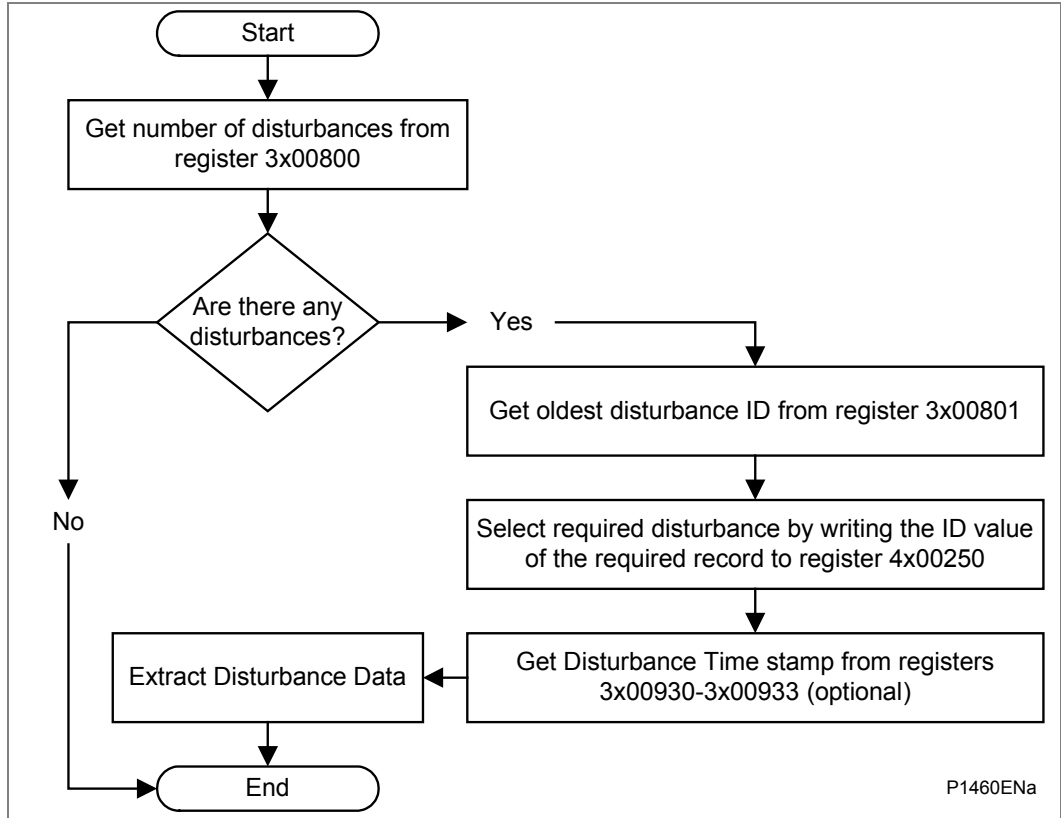 Start
Get number of disturbances from
register 3x00800
Are there any
disturbances?
Yes
Get oldest disturbance ID from register 3x00801
No
Select required disturbance by writing the ID value
of the required record to register 4x00250
Extract Disturbance Data
Get Disturbance Time stamp from registers
3x00930-3x00933 (optional)
End
P1460ENa